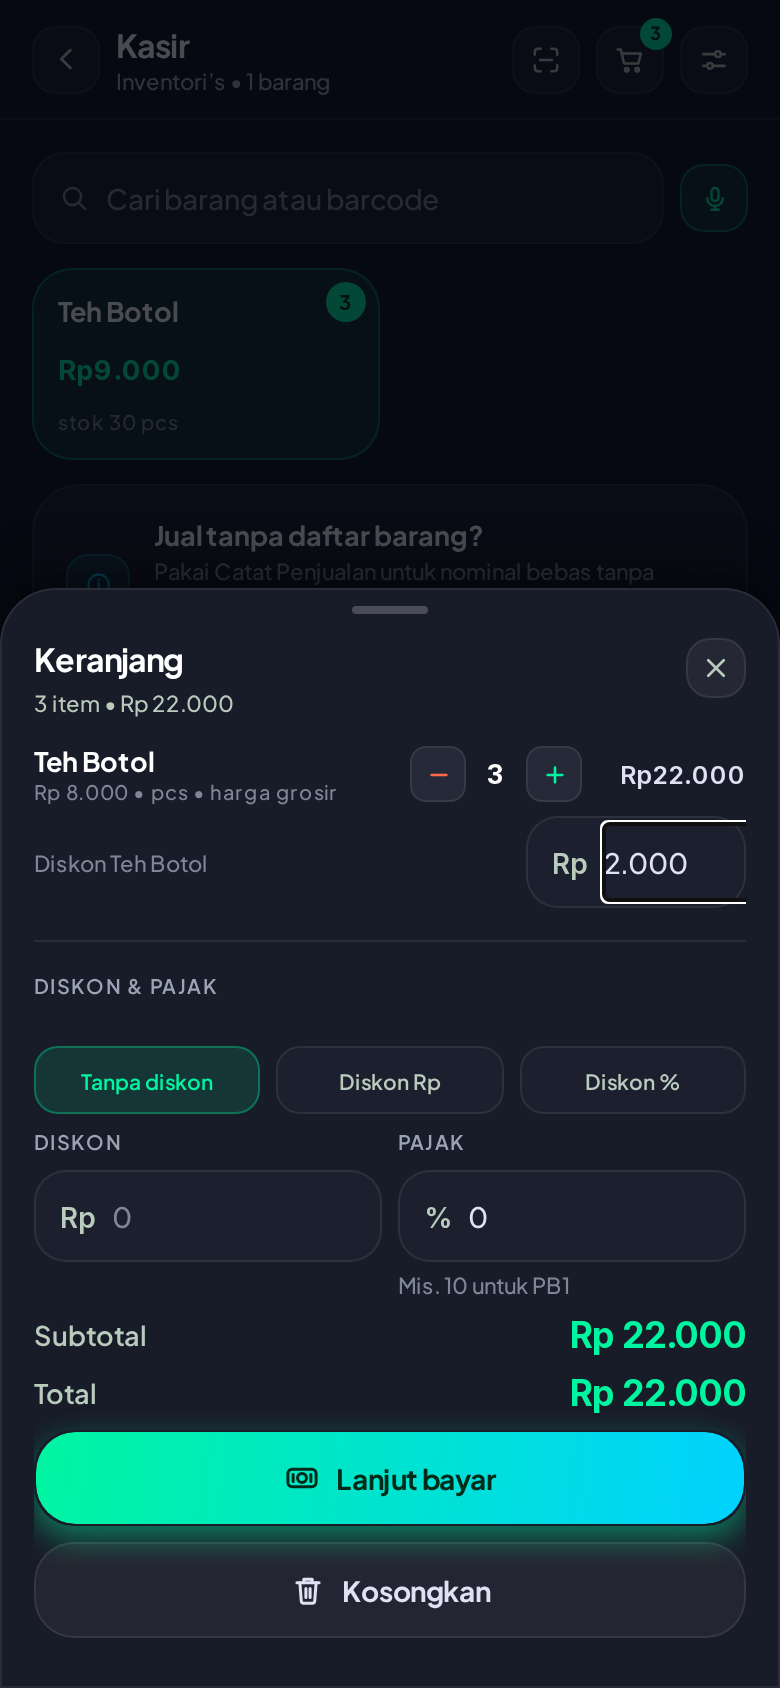 Kasir
Inventori's • 1 barang
3
Cari barang atau barcode
Teh Botol
3
Rp9.000
stok 30 pcs
Jual tanpa daftar barang?
Pakai Catat Penjualan untuk nominal bebas tanpa
Keranjang
3 item • Rp 22.000
Teh Botol
3
Rp22.000
Rp 8.000 • pcs • harga grosir
Diskon Teh Botol
Rp 2.000
DISKON & PAJAK
Tanpa diskon
Diskon Rp
Diskon %
DISKON
PAJAK
Rp 0
% 0
Mis. 10 untuk PB1
Subtotal
Rp 22.000
Total
Rp 22.000
Lanjut bayar
Kosongkan